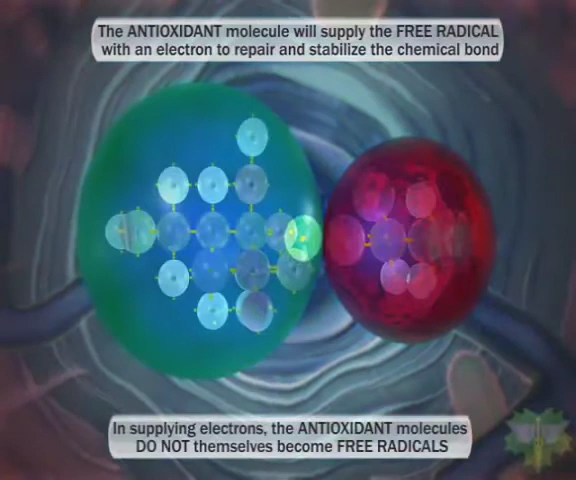 The ANTIOXIDANT molecule will supply the FREE RADICAL
with an electron to repair and stabilize the chemical bond
In supplying electrons, the ANTIOXIDANT molecules
DO NOT themselves become FREE RADICALS